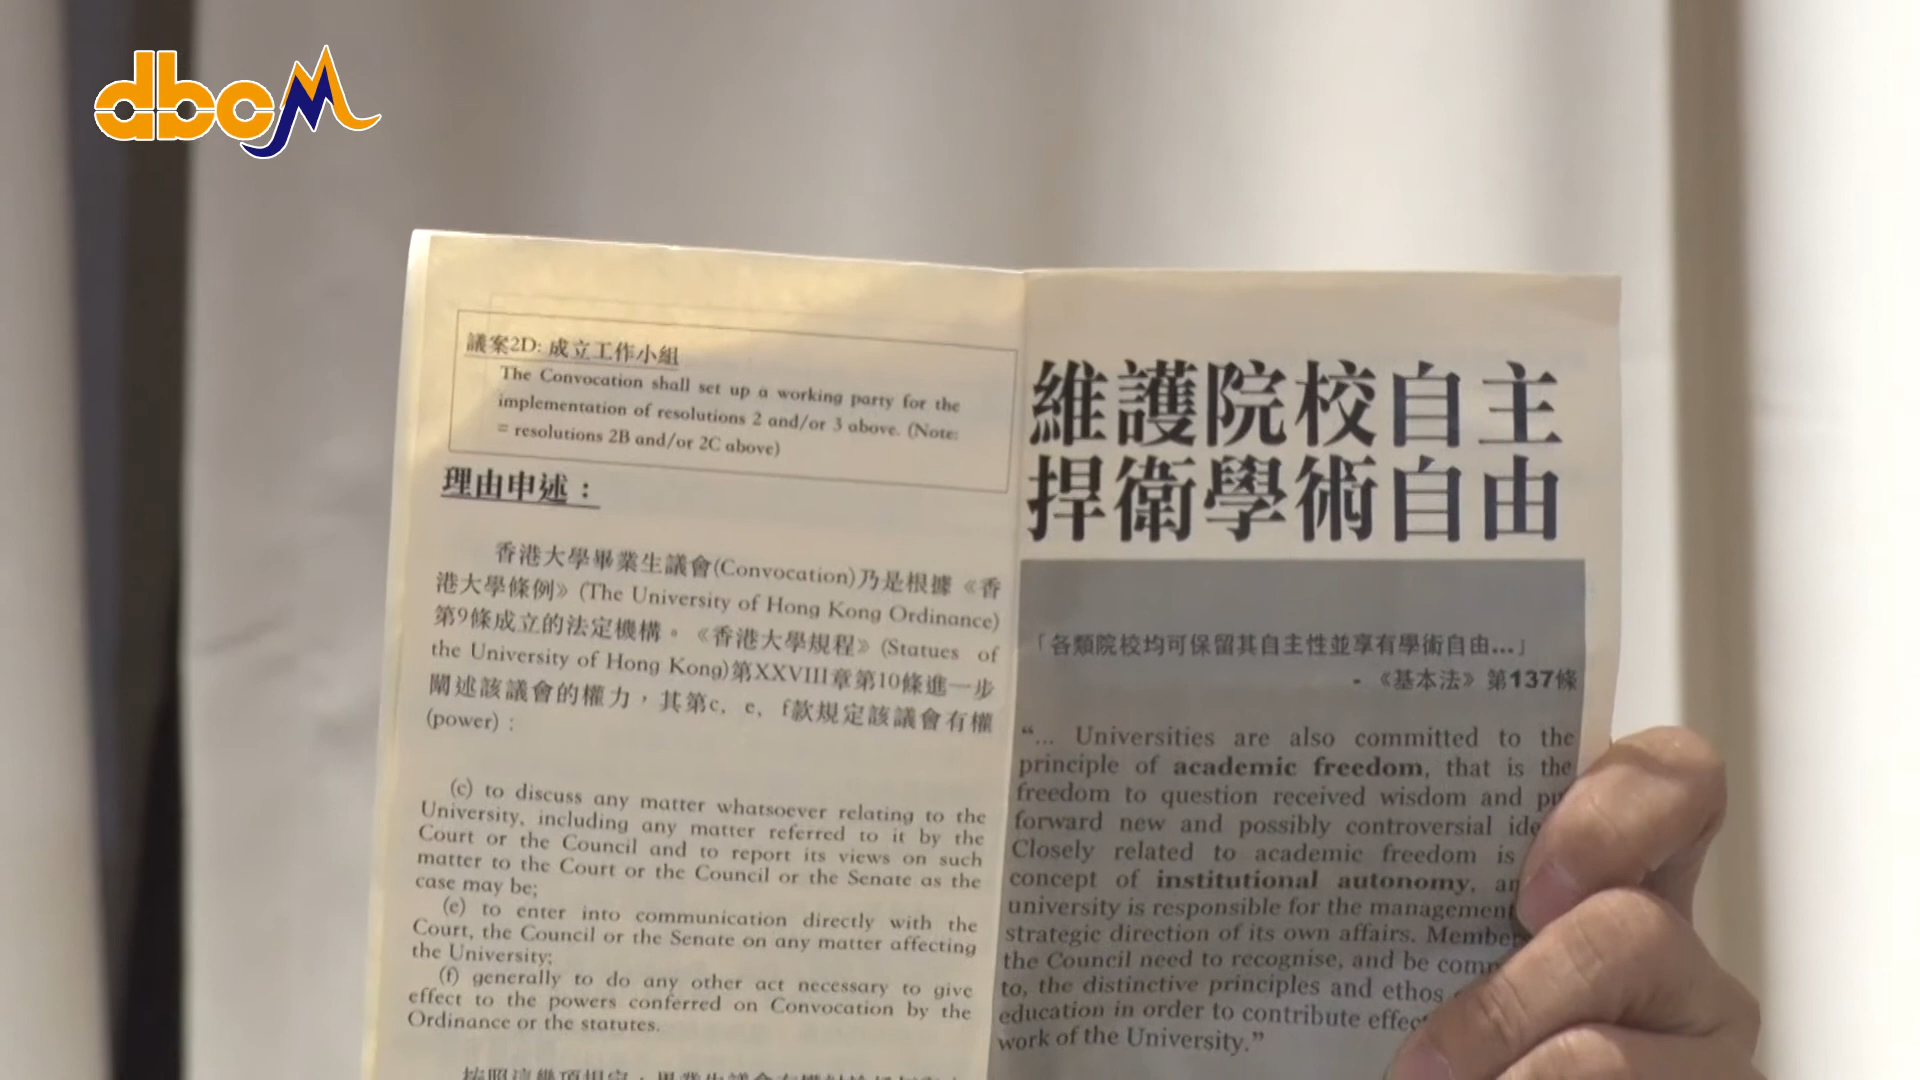 dbcM
議案2D: 成立工作小組
The Convocation shall set up a working party for the
implementation of resolutions 2 and/or 3 above. (Note:
= resolutions 2B and/or 2C above)
理由申述：
香港大學畢業生議會(Convocation)乃是根據《香
港大學條例》(The University of Hong Kong Ordinance)
第9條成立的法定機構。《香港大學規程》(Statues of
the University of Hong Kong)第XXVIII章第10條進一步
闡述該議會的權力，其第c, e, f款規定該議會有權
(power) :
(c) to discuss any matter whatsoever relating to the
University, including any matter referred to it by the
Court or the Council and to report its views on such
matter to the Court or the Council or the Senate as the
case may be;
(e) to enter into communication directly with the
Court, the Council or the Senate on any matter affecting
the University;
(f) generally to do any other act necessary to give
effect to the powers conferred on Convocation by the
Ordinance or the statutes.
維護院校自主
捍衛學術自由
「各類院校均可保留其自主性並享有學術自由...」
-《基本法》第137條
“... Universities are also committed to the
principle of academic freedom, that is the
freedom to question received wisdom and
forward new and possibly controversial
Closely related to academic freedom is
concept of institutional autonomy,
university is responsible for the management
strategic direction of its own affairs.
the Council need to recognise, and be
to, the distinctive principles and ethos
education in order to contribute
work of the University.”